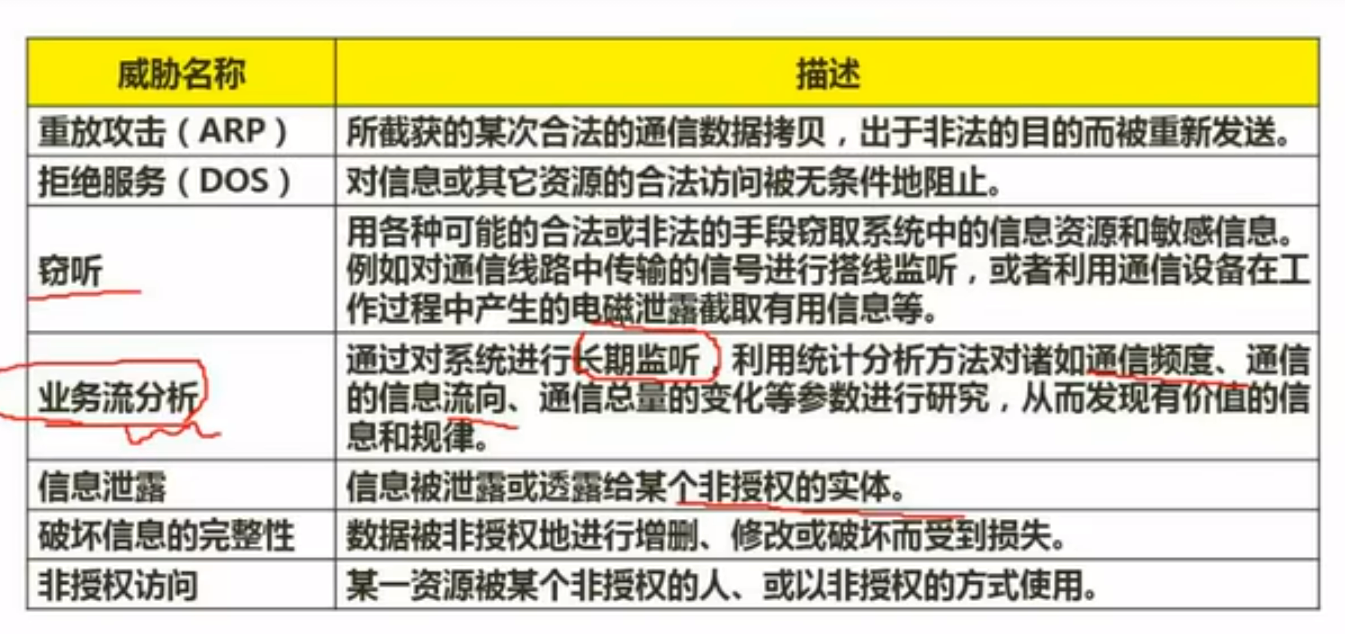 威胁名称 描述
重放攻击（ARP） 所截获的某次合法的通信数据拷贝，出于非法的目的而被重新发送。
拒绝服务（DOS） 对信息或其它资源的合法访问被无条件地阻止。
窃听
用各种可能的合法或非法的手段窃取系统中的信息资源和敏感信息。
例如对通信线路中传输的信号进行搭线监听，或者利用通信设备在工
作过程中产生的电磁泄露截取有用信息等。
业务流分析
通过对系统进行长期监听，利用统计分析方法对诸如通信频度、通信
的信息流向、通信总量的变化等参数进行研究，从而发现有价值的信
息和规律。
信息泄露 信息被泄露或透露给某个非授权的实体。
破坏信息的完整性 数据被非授权地进行增删、修改或破坏而受到损失。
非授权访问 某一资源被某个非授权的人、或以非授权的方式使用。